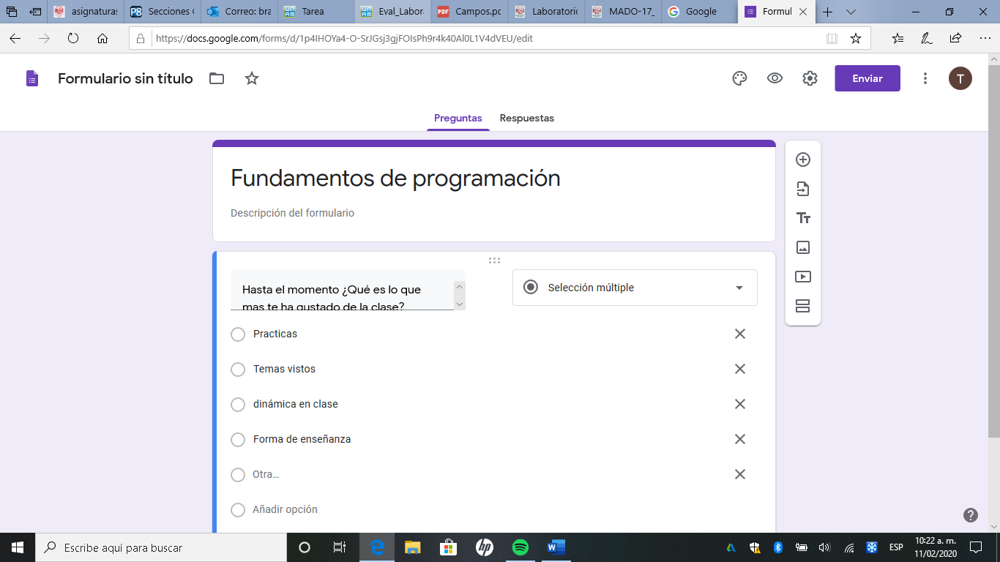 asignaturas
Secciones
Correo: bra
Tarea
Eval_Labor
Campos.pd
Laboratorio
MADO-17_
Google
Formul
https://docs.google.com/forms/d/1p4IHOYa4-O-SrJGsj3gjFOIsPh9r4k40Al0L1V4dVEU/edit
Formulario sin título
Enviar
T
Preguntas Respuestas
Fundamentos de programación
Descripción del formulario
Hasta el momento ¿Qué es lo que
mas te ha gustado de la clase?
Selección múltiple
Practicas
Temas vistos
dinámica en clase
Forma de enseñanza
Otra...
Añadir opción
Escribe aquí para buscar
ESP
10:22 a. m.
11/02/2020